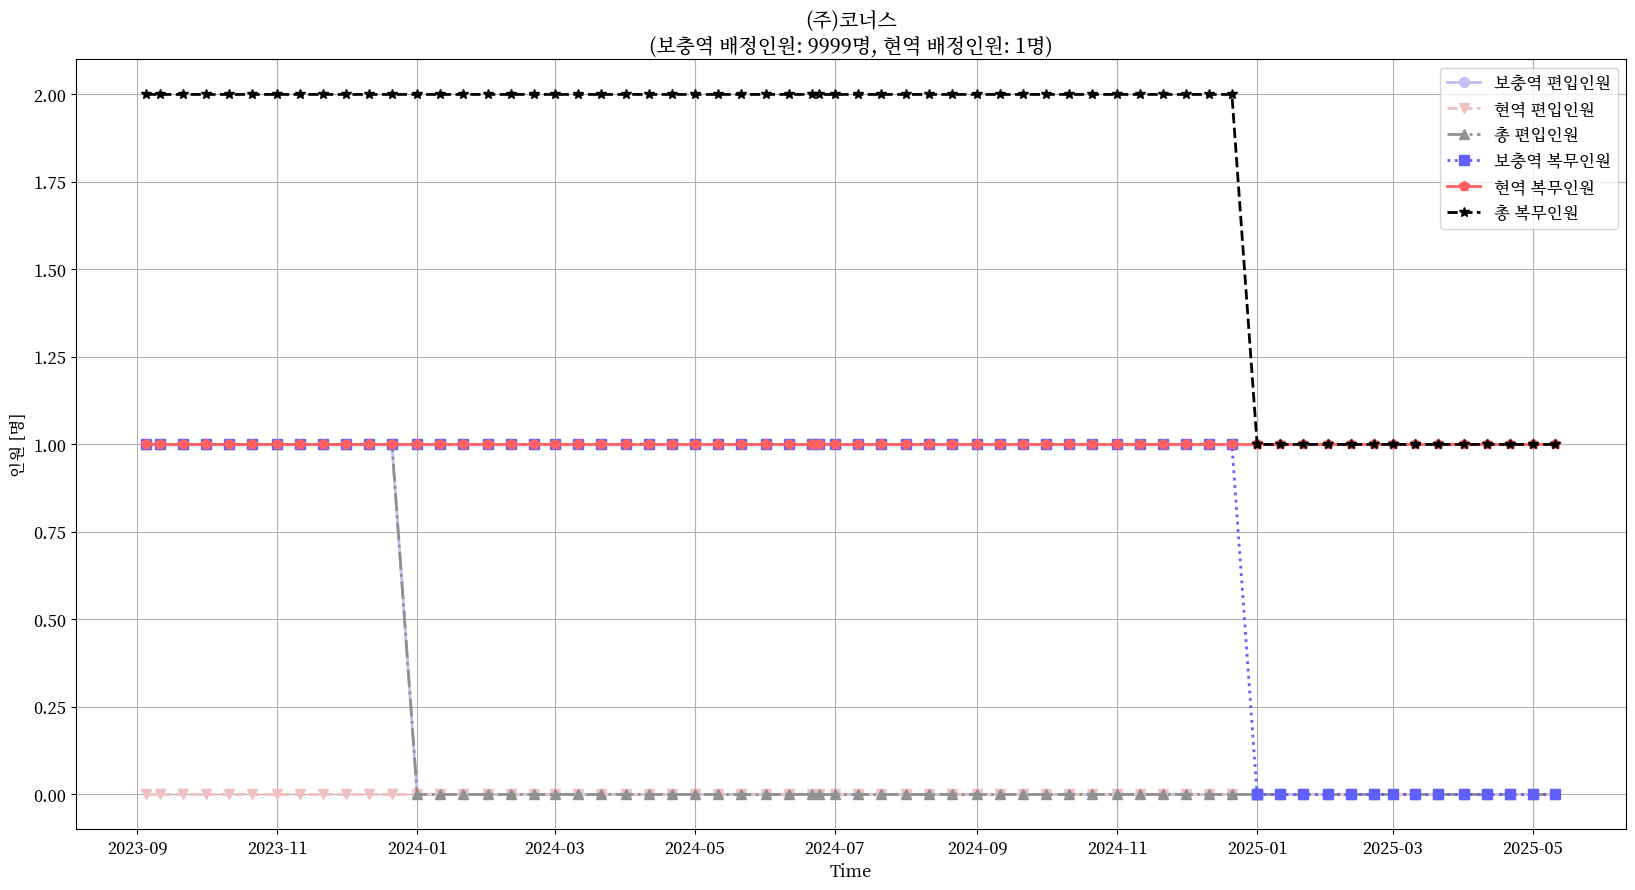 (주)코너스
(보충역 배정인원: 9999명, 현역 배정인원: 1명)
보충역 편입인원
현역 편입인원
총 편입인원
보충역 복무인원
현역 복무인원
총 복무인원
2.00
1.75
1.50
1.25
1.00
0.75
0.50
0.25
0.00
인원 [명]
2023-09
2023-11
2024-01
2024-03
2024-05
2024-07
2024-09
2024-11
2025-01
2025-03
2025-05
Time